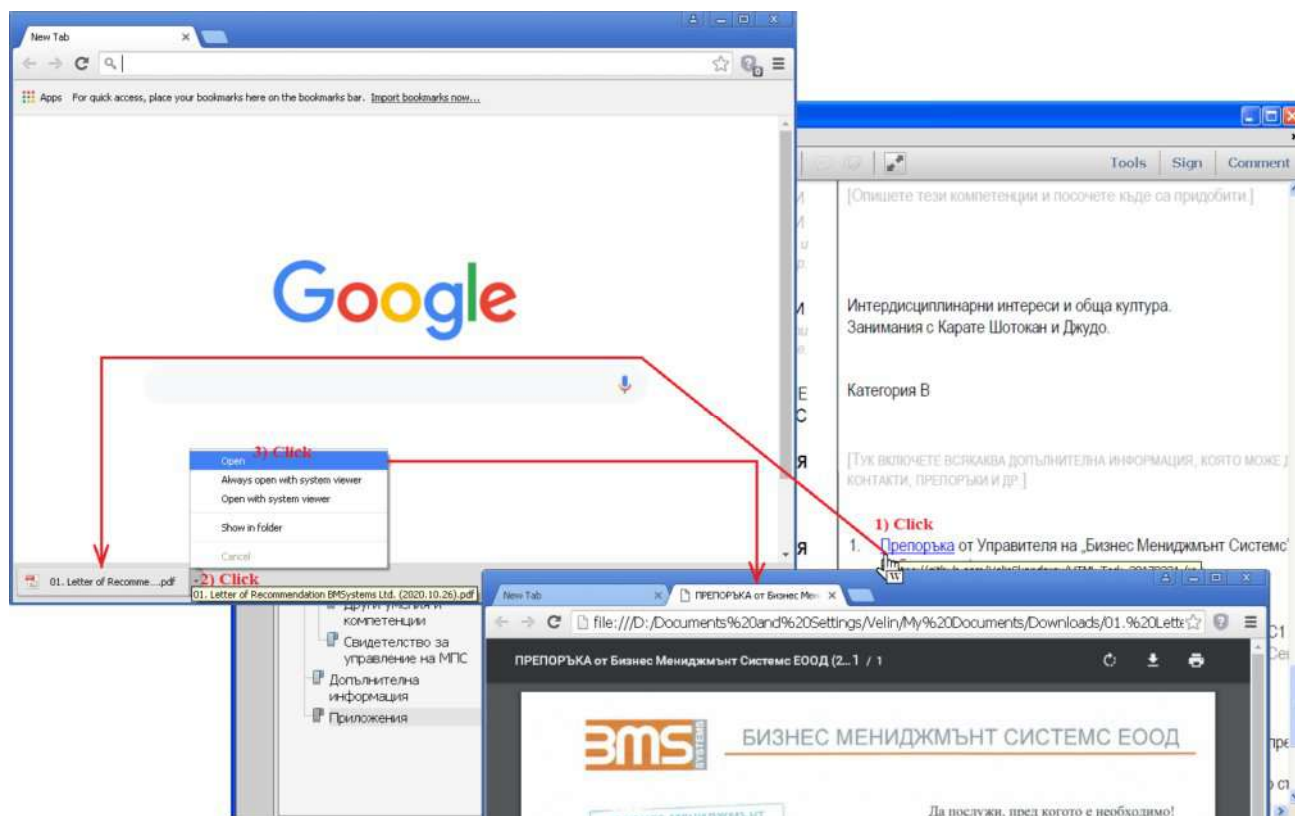 New Tab
Apps For quick access, place your bookmarks here on the bookmarks bar. Import bookmarks now...
Google
3) Click
Open
Always open with system viewer
Open with system viewer
Show in folder
Cancel
01. Letter of Recomme....pdf
2) Click
01. Letter of Recommendation BMSystems Ltd. (2020.10.26).pdf
Tools Sign Comment
[Опишете тези компетенции и посочете къде са придобити.]
Интердисциплинарни интереси и обща култура.
Занимания с Карате Шотокан и Джудо.
Категория В
[ТУК ВКЛЮЧЕТЕ ВСЯКАКВА ДОПЪЛНИТЕЛНА ИНФОРМАЦИЯ, КОЯТО МОЖЕ Д
КОНТАКТИ, ПРЕПОРЪКИ И ДР.]
1) Click
1. Препоръка от Управителя на „Бизнес Мениджмънт Системс"
Други умения и
компетенции
Свидетелство за
управление на МПС
Допълнителна
информация
Приложения
New Tab
ПРЕПОРЪКА от Бизнес Мен
file:///D:/Documents%20and%20Settings/Velin/My%20Documents/Downloads/01.%20Lette
ПРЕПОРЪКА от Бизнес Мениджмънт Системс ЕООД (2...1 / 1
BMS
SYSTEMS
БИЗНЕС МЕНИДЖМЪНТ СИСТЕМС ЕООД
Да послужи, пред когото е необходимо!